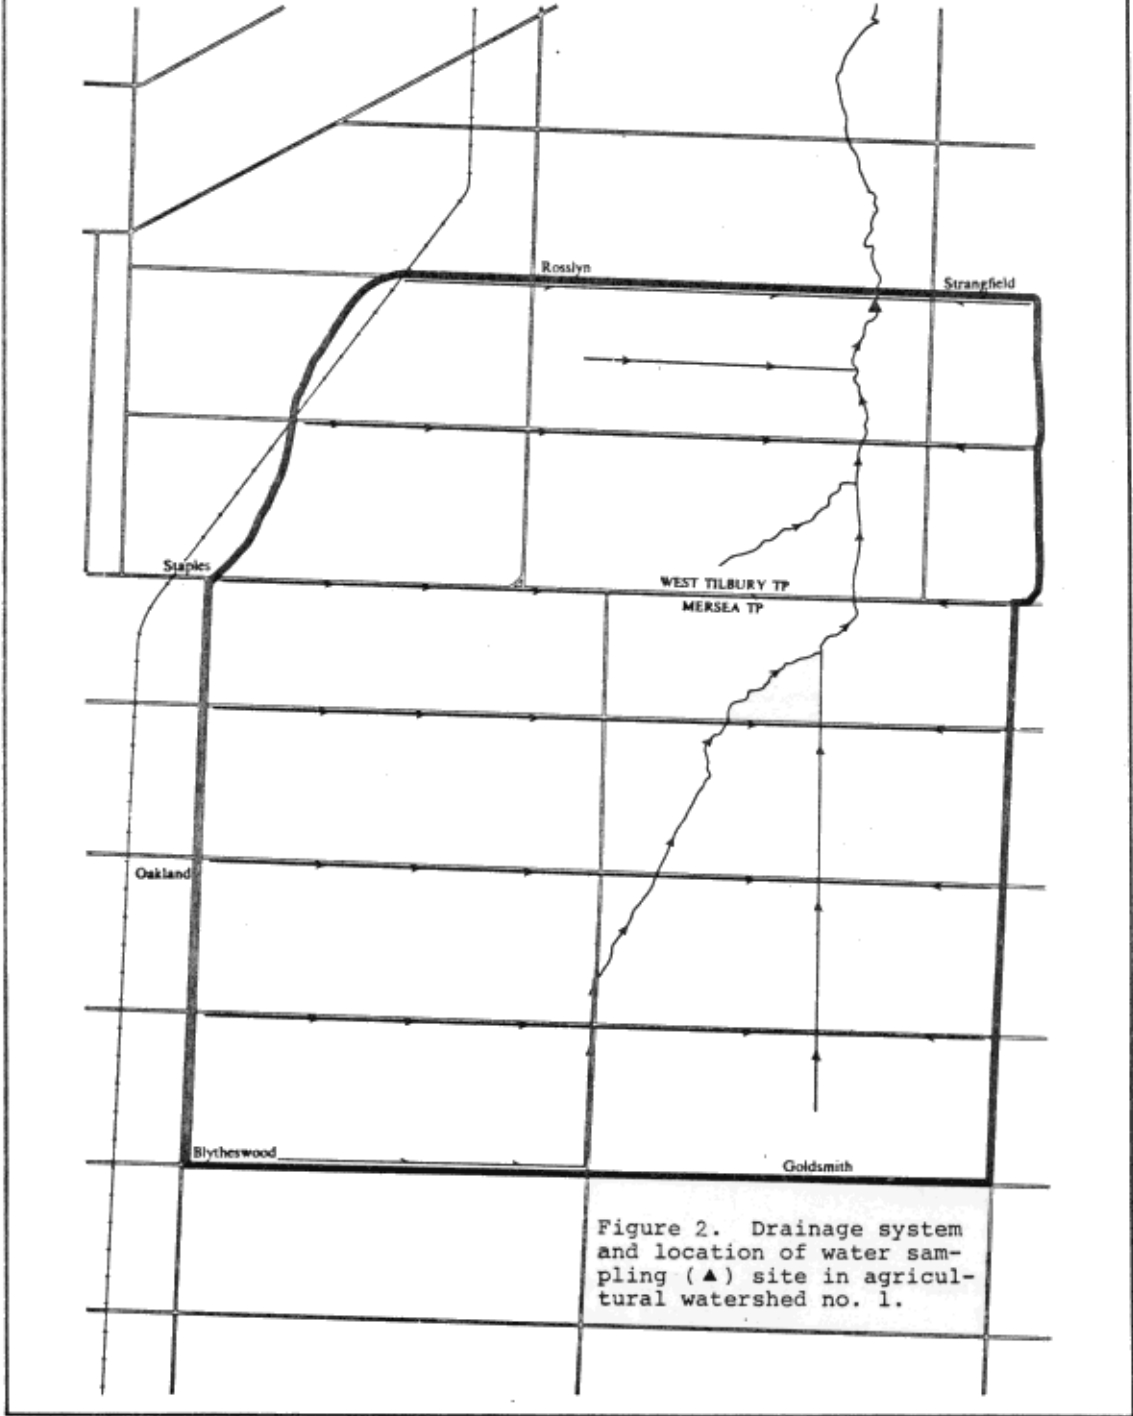 Rosslyn
Strangfield
Staples
WEST TILBURY TP
MERSEA TP
Oakland
Blytheswood
Goldsmith
Figure 2. Drainage system
and location of water sam-
pling (▲) site in agricul-
tural watershed no. 1.